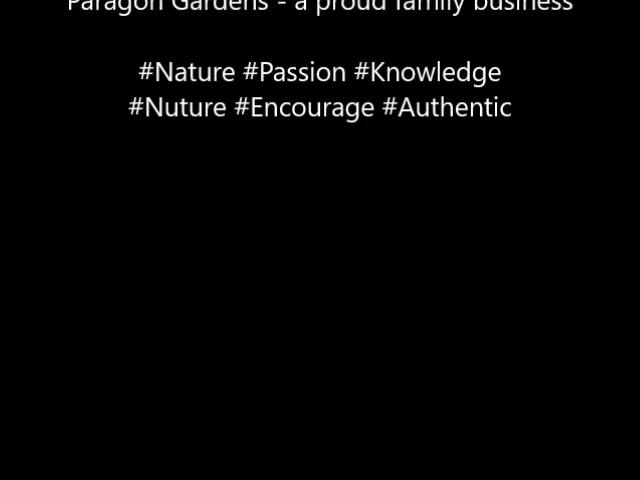 Paragon Gardens - a proud family business
#Nature #Passion #Knowledge
#Nuture #Encourage #Authentic